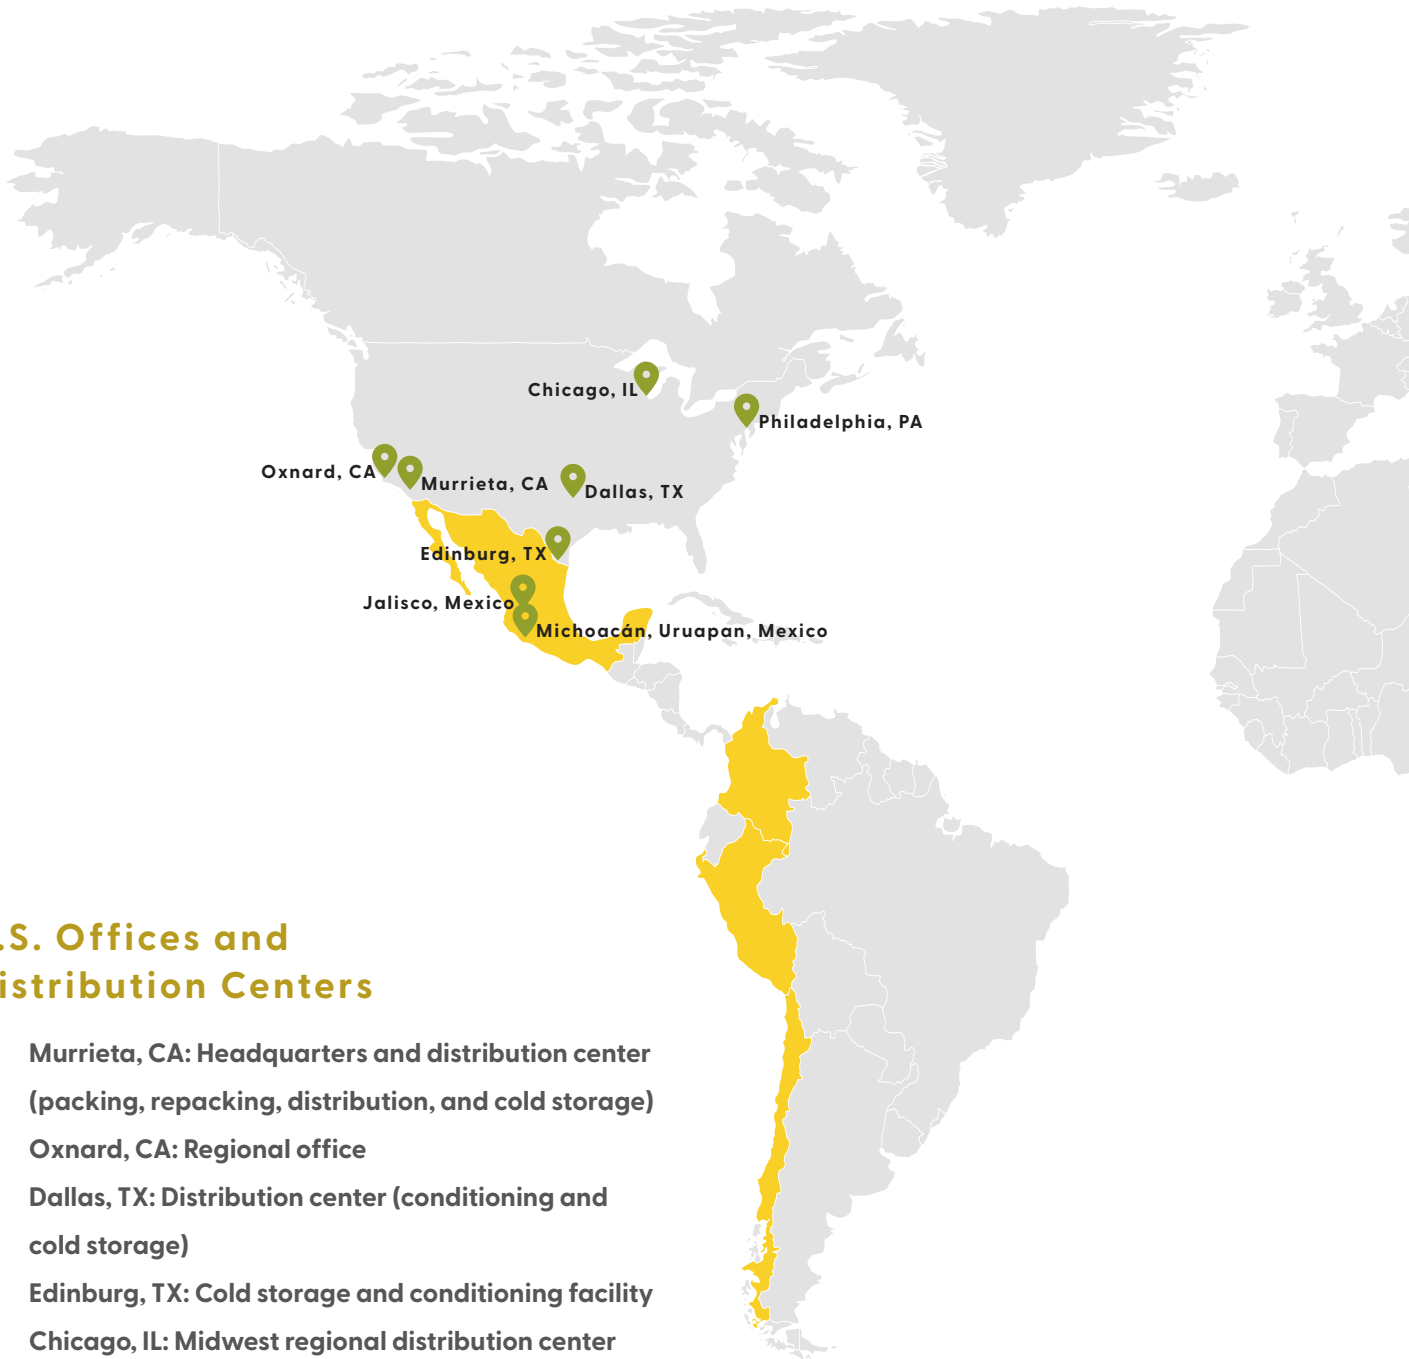 Chicago, IL
Philadelphia, PA
Oxnard, CA
Murrieta, CA
Dallas, TX
Edinburg, TX
Jalisco, Mexico
Michoacán, Uruapan, Mexico
.S. Offices and
istribution Centers
Murrieta, CA: Headquarters and distribution center
(packing, repacking, distribution, and cold storage)
Oxnard, CA: Regional office
Dallas, TX: Distribution center (conditioning and
cold storage)
Edinburg, TX: Cold storage and conditioning facility
Chicago, IL: Midwest regional distribution center